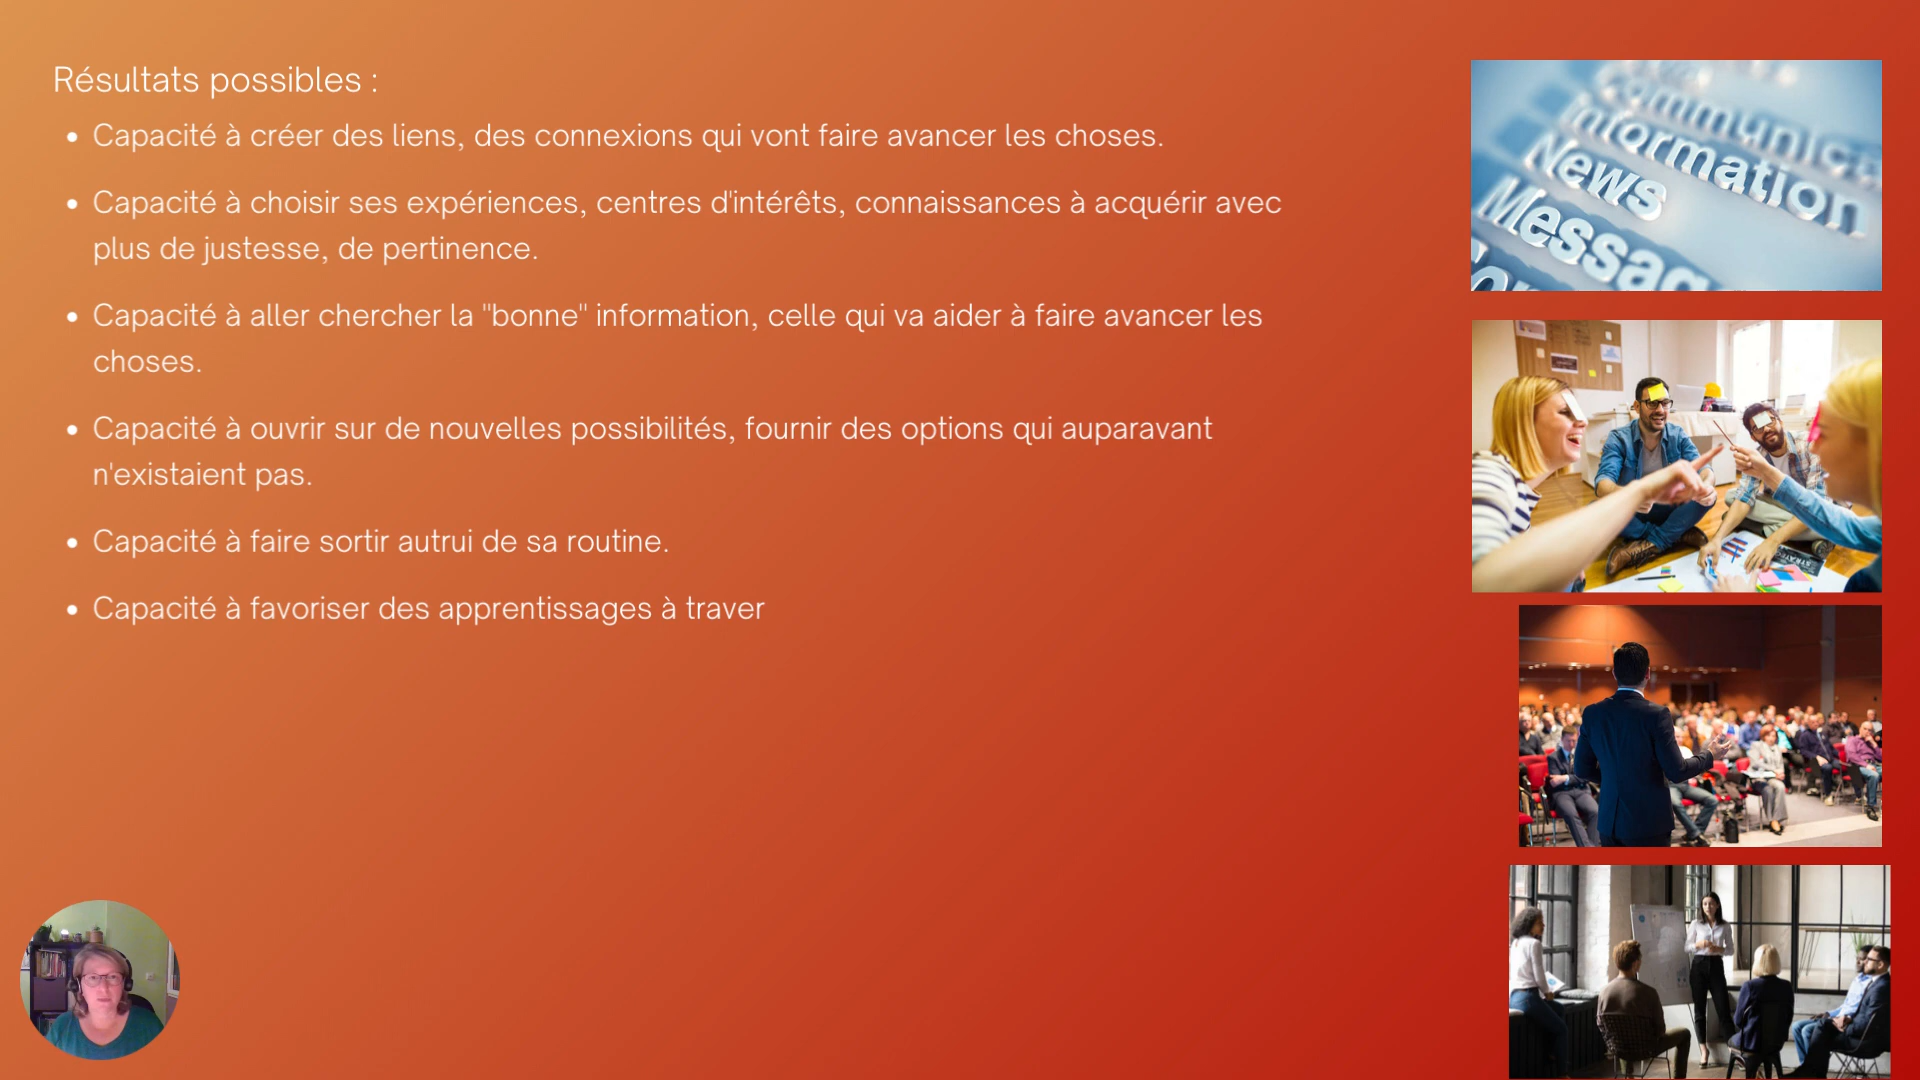 Résultats possibles :
• Capacité à créer des liens, des connexions qui vont faire avancer les choses.
• Capacité à choisir ses expériences, centres d'intérêts, connaissances à acquérir avec
plus de justesse, de pertinence.
• Capacité à aller chercher la "bonne" information, celle qui va aider à faire avancer les
choses.
• Capacité à ouvrir sur de nouvelles possibilités, fournir des options qui auparavant
n'existaient pas.
• Capacité à faire sortir autrui de sa routine.
• Capacité à favoriser des apprentissages à traver
Communic
Information
News
Messag